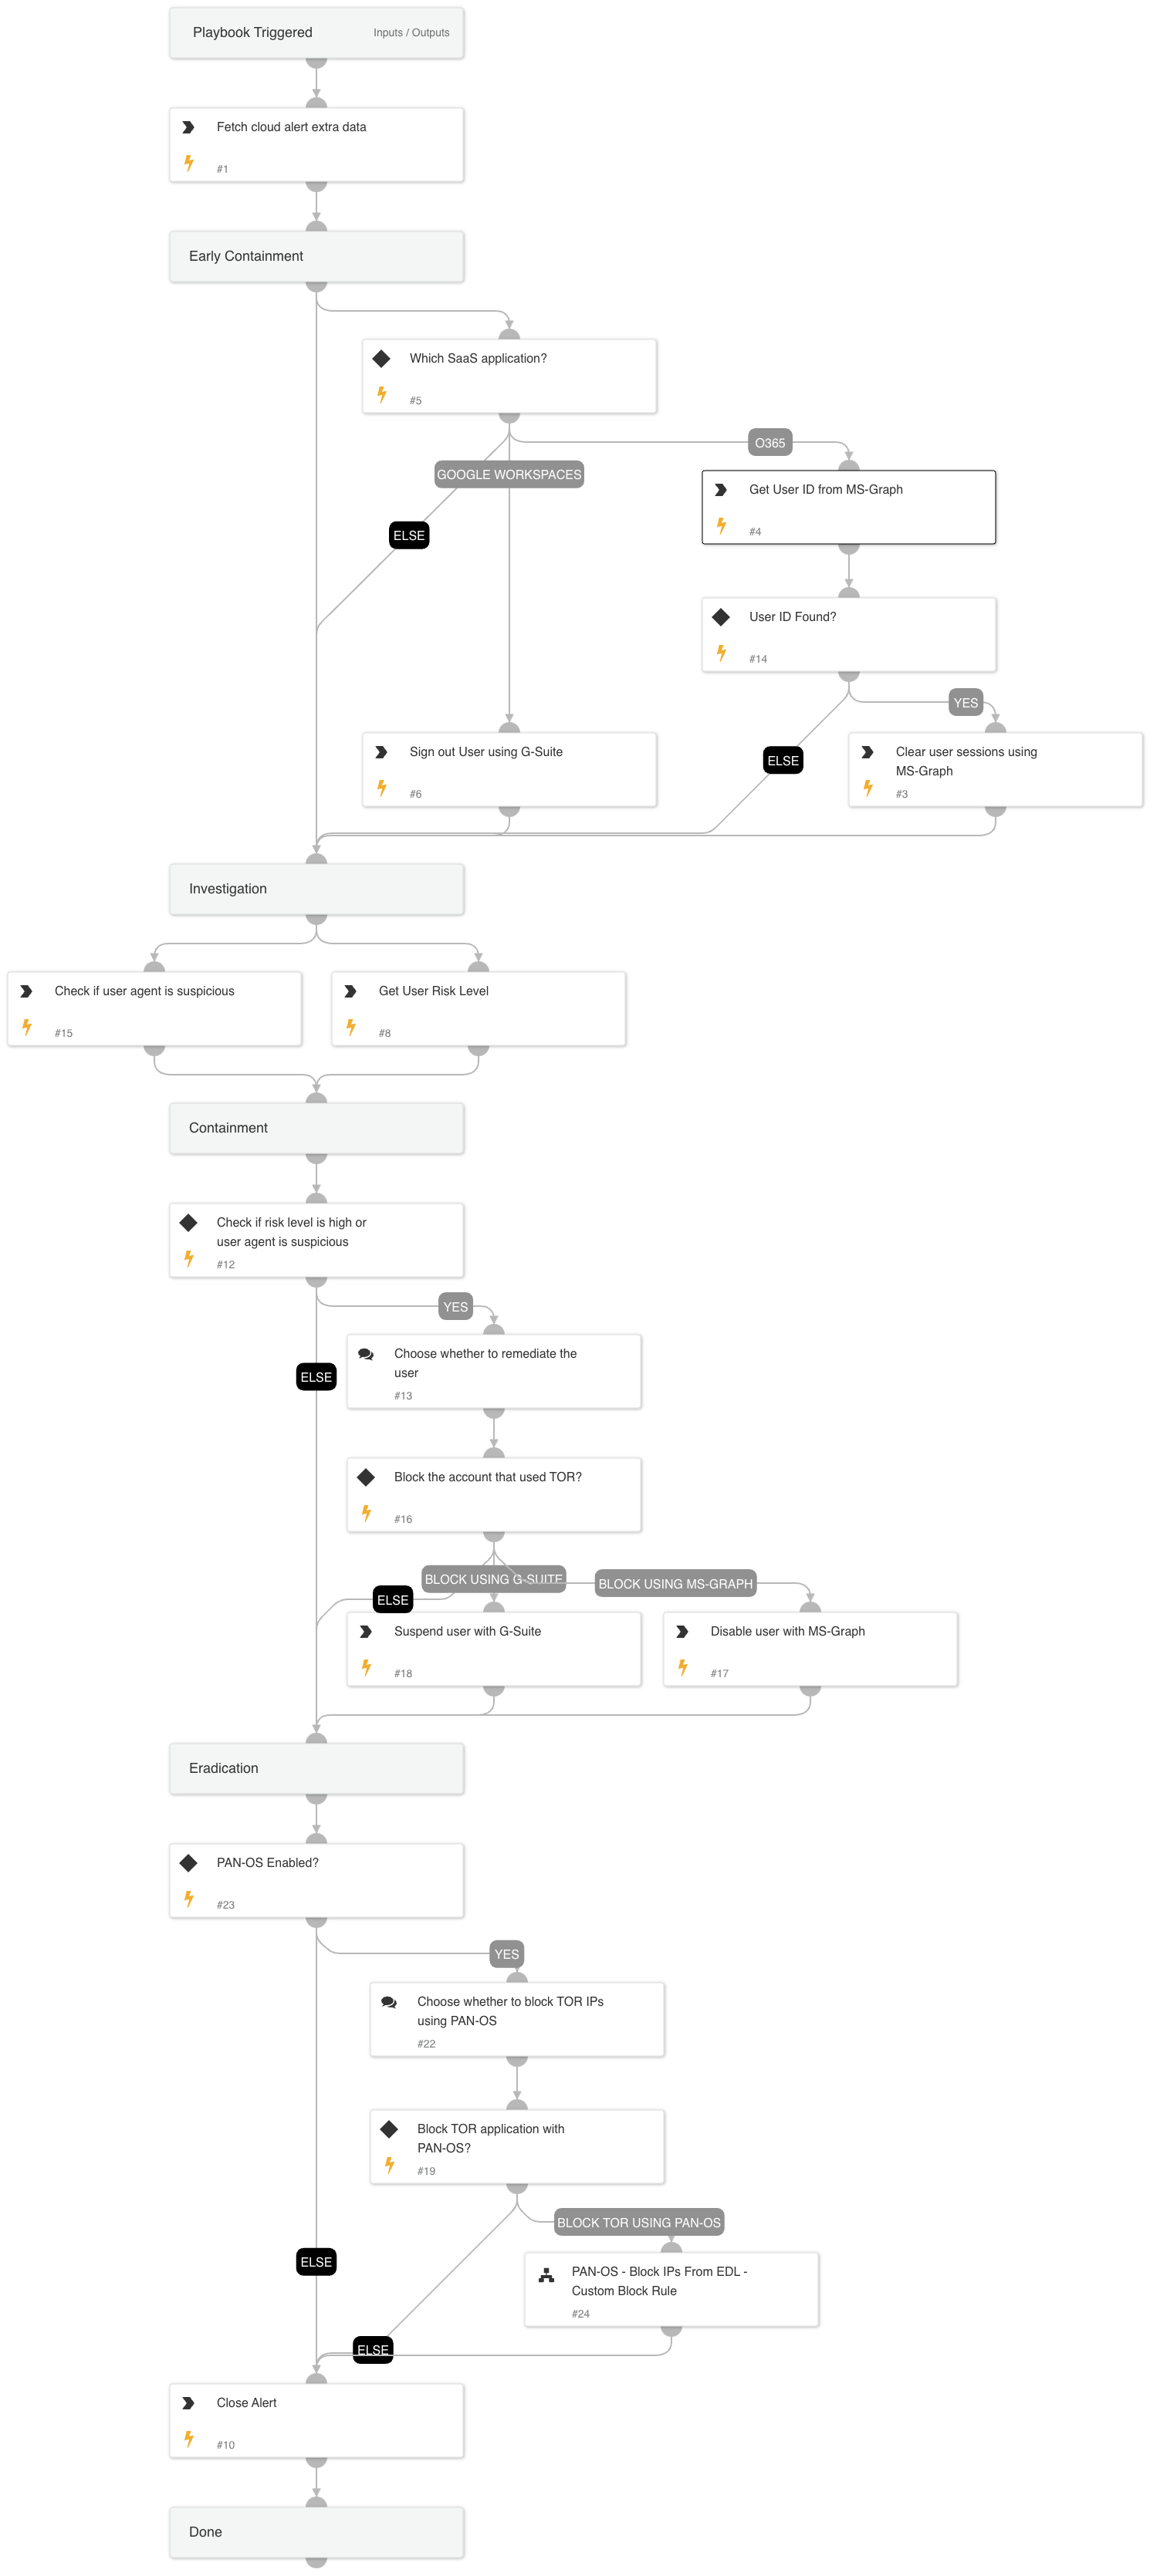 Playbook Triggered
Inputs / Outputs
Fetch cloud alert extra data
#1
Early Containment
Which SaaS application?
#5
O365
GOOGLE WORKSPACES
Get User ID from MS-Graph
#4
ELSE
User ID Found?
#14
YES
Sign out User using G-Suite
#6
ELSE
Clear user sessions using
MS-Graph
#3
Investigation
Check if user agent is suspicious
#15
Get User Risk Level
#8
Containment
Check if risk level is high or
user agent is suspicious
#12
YES
ELSE
Choose whether to remediate the
user
#13
Block the account that used TOR?
#16
BLOCK USING G-SUITE
BLOCK USING MS-GRAPH
ELSE
Suspend user with G-Suite
#18
Disable user with MS-Graph
#17
Eradication
PAN-OS Enabled?
#23
YES
Choose whether to block TOR IPs
using PAN-OS
#22
Block TOR application with
PAN-OS?
#19
BLOCK TOR USING PAN-OS
ELSE
PAN-OS - Block IPs From EDL -
Custom Block Rule
#24
ELSE
Close Alert
#10
Done